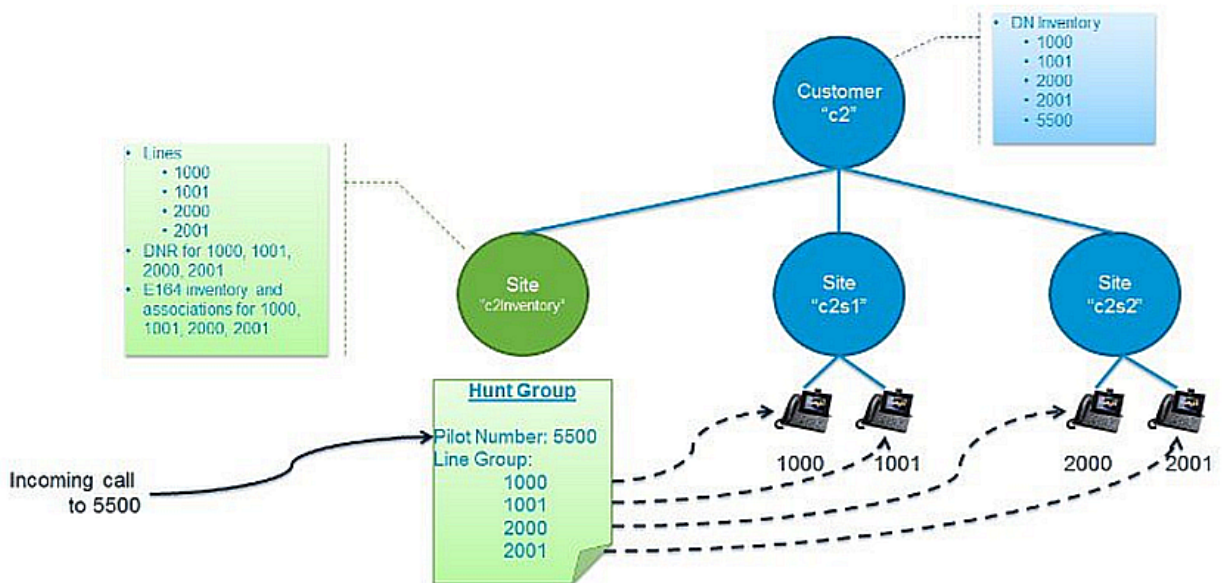 • DN Inventory
• 1000
• 1001
• 2000
• 2001
• 5500
Customer
"c2"
• Lines
• 1000
• 1001
• 2000
• 2001
• DNR for 1000, 1001,
2000, 2001
• E164 inventory and
associations for 1000,
1001, 2000, 2001
Site
"c2Inventory"
Site
"c2s1"
Site
"c2s2"
Hunt Group
Pilot Number: 5500
Line Group:
1000
1001
2000
2001
1000
1001
2000
2001
Incoming call
to 5500